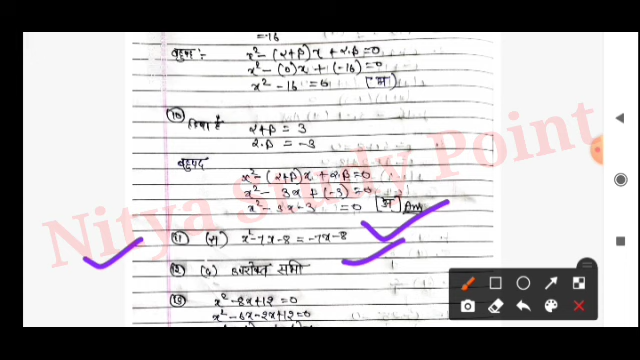 =-16
बहुपद :- x²- (α+β)x + α.β=0
x² - (0)x + (-16)=0
x² - 16 = 0 [अ]
(10)
दिया है α+β = 3
α.β = -3
बहुपद
x²-(α+β)x+α.β=0
x²- 3x + (-3) =0
x²- 3x-3 =0 [अ] Ans
(11) (स) x²-7x-8 = -7x-8
(12) (द) उपरोक्त सभी
(13) x²-8x+12=0
x²-6x-2x+12=0
Nitya Study Point